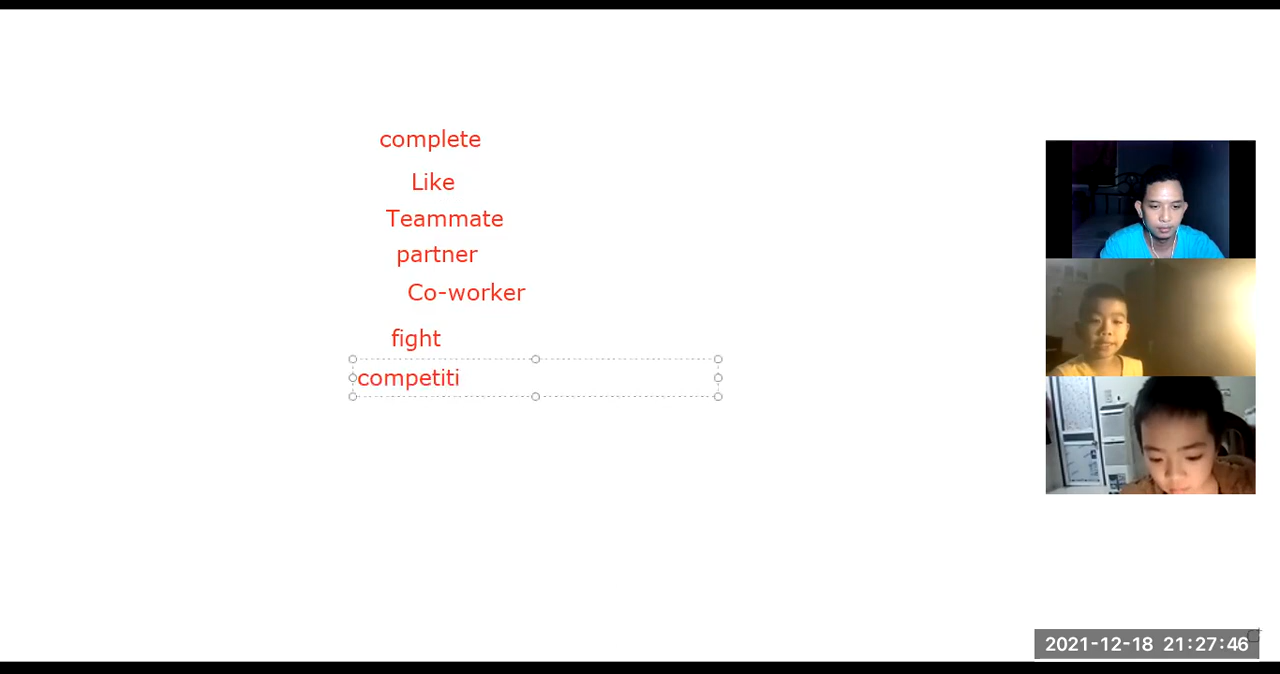 complete
Like
Teammate
partner
Co-worker
fight
competiti
2021-12-18 21:27:46